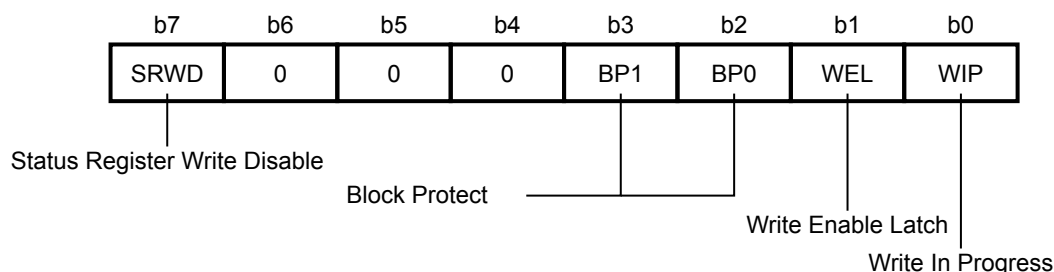 b7 b6 b5 b4 b3 b2 b1 b0
SRWD 0 0 0 BP1 BP0 WEL WIP
Status Register Write Disable
Block Protect
Write Enable Latch
Write In Progress